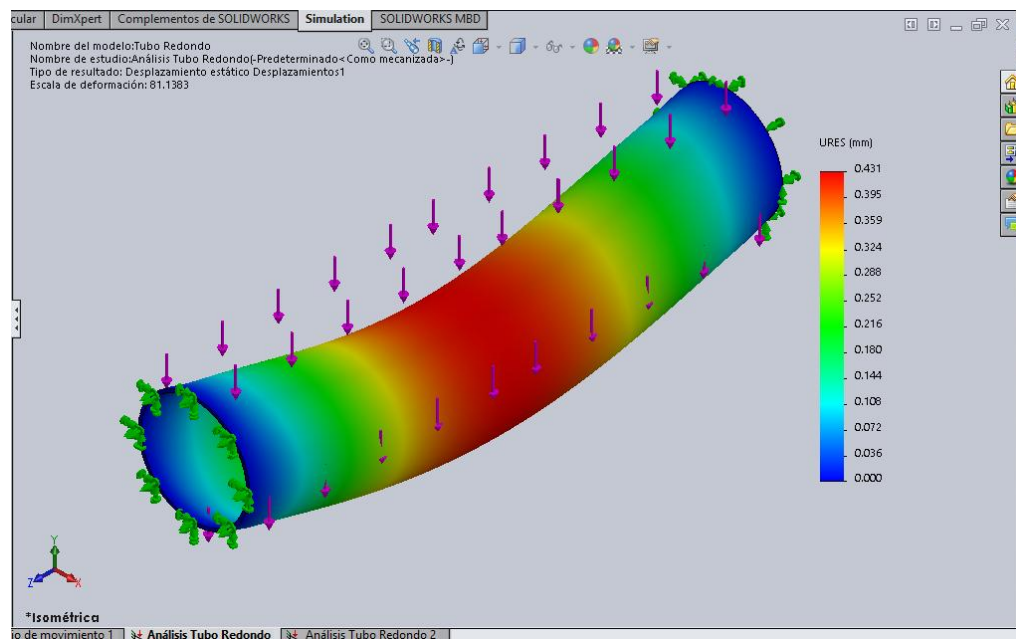 cular DimXpert Complementos de SOLIDWORKS Simulation SOLIDWORKS MBD
Nombre del modelo:Tubo Redondo
Nombre de estudio:Análisis Tubo Redondo(-Predeterminado<Como mecanizada>-)
Tipo de resultado: Desplazamiento estático Desplazamientos1
Escala de deformación: 81.1383
URES (mm)
0.431
0.395
0.359
0.324
0.288
0.252
0.216
0.180
0.144
0.108
0.072
0.036
0.000
Y
Z X
*Isométrica
io de movimiento 1 Análisis Tubo Redondo Análisis Tubo Redondo 2